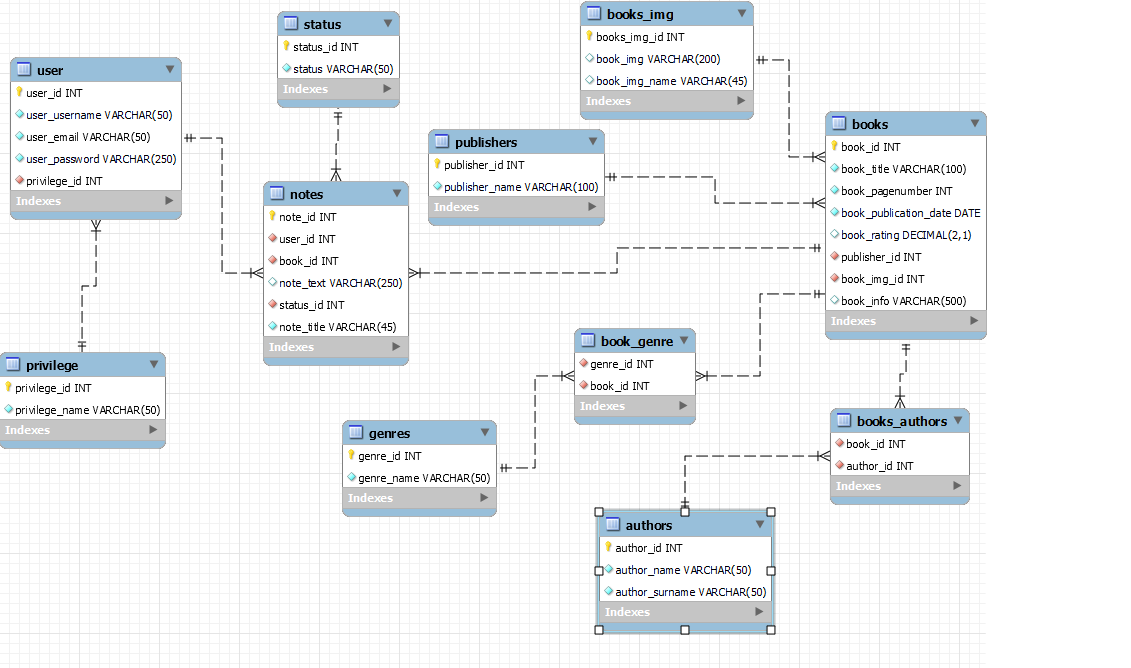 status
status_id INT
status VARCHAR(50)
Indexes
books_img
books_img_id INT
book_img VARCHAR(200)
book_img_name VARCHAR(45)
Indexes
user
user_id INT
user_username VARCHAR(50)
user_email VARCHAR(50)
user_password VARCHAR(250)
privilege_id INT
Indexes
publishers
publisher_id INT
publisher_name VARCHAR(100)
Indexes
books
book_id INT
book_title VARCHAR(100)
book_pagenumber INT
book_publication_date DATE
book_rating DECIMAL(2,1)
publisher_id INT
book_img_id INT
book_info VARCHAR(500)
Indexes
notes
note_id INT
user_id INT
book_id INT
note_text VARCHAR(250)
status_id INT
note_title VARCHAR(45)
Indexes
privilege
privilege_id INT
privilege_name VARCHAR(50)
Indexes
book_genre
genre_id INT
book_id INT
Indexes
genres
genre_id INT
genre_name VARCHAR(50)
Indexes
books_authors
book_id INT
author_id INT
Indexes
authors
author_id INT
author_name VARCHAR(50)
author_surname VARCHAR(50)
Indexes